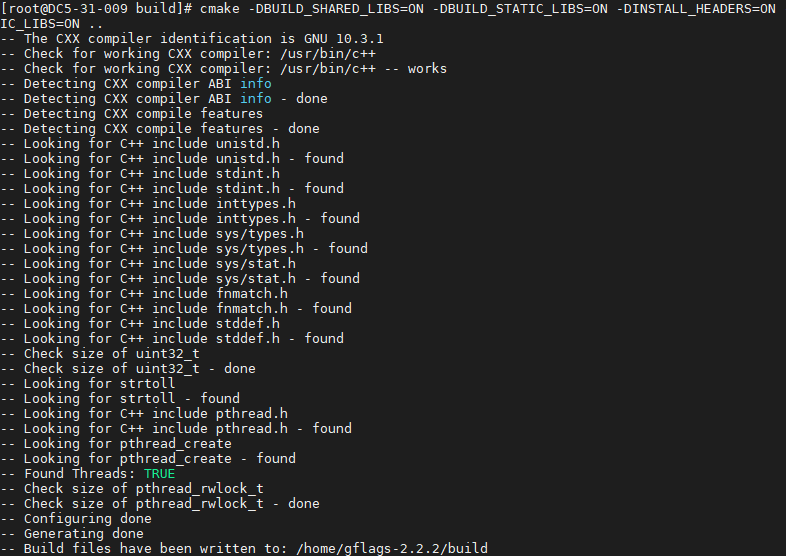 [root@DC5-31-009 build]# cmake -DBUILD_SHARED_LIBS=ON -DBUILD_STATIC_LIBS=ON -DINSTALL_HEADERS=ON
IC_LIBS=ON ..
-- The CXX compiler identification is GNU 10.3.1
-- Check for working CXX compiler: /usr/bin/c++
-- Check for working CXX compiler: /usr/bin/c++ -- works
-- Detecting CXX compiler ABI info
-- Detecting CXX compiler ABI info - done
-- Detecting CXX compile features
-- Detecting CXX compile features - done
-- Looking for C++ include unistd.h
-- Looking for C++ include unistd.h - found
-- Looking for C++ include stdint.h
-- Looking for C++ include stdint.h - found
-- Looking for C++ include inttypes.h
-- Looking for C++ include inttypes.h - found
-- Looking for C++ include sys/types.h
-- Looking for C++ include sys/types.h - found
-- Looking for C++ include sys/stat.h
-- Looking for C++ include sys/stat.h - found
-- Looking for C++ include fnmatch.h
-- Looking for C++ include fnmatch.h - found
-- Looking for C++ include stddef.h
-- Looking for C++ include stddef.h - found
-- Check size of uint32_t
-- Check size of uint32_t - done
-- Looking for strtoll
-- Looking for strtoll - found
-- Looking for C++ include pthread.h
-- Looking for C++ include pthread.h - found
-- Looking for pthread_create
-- Looking for pthread_create - found
-- Found Threads: TRUE
-- Check size of pthread_rwlock_t
-- Check size of pthread_rwlock_t - done
-- Configuring done
-- Generating done
-- Build files have been written to: /home/gflags-2.2.2/build